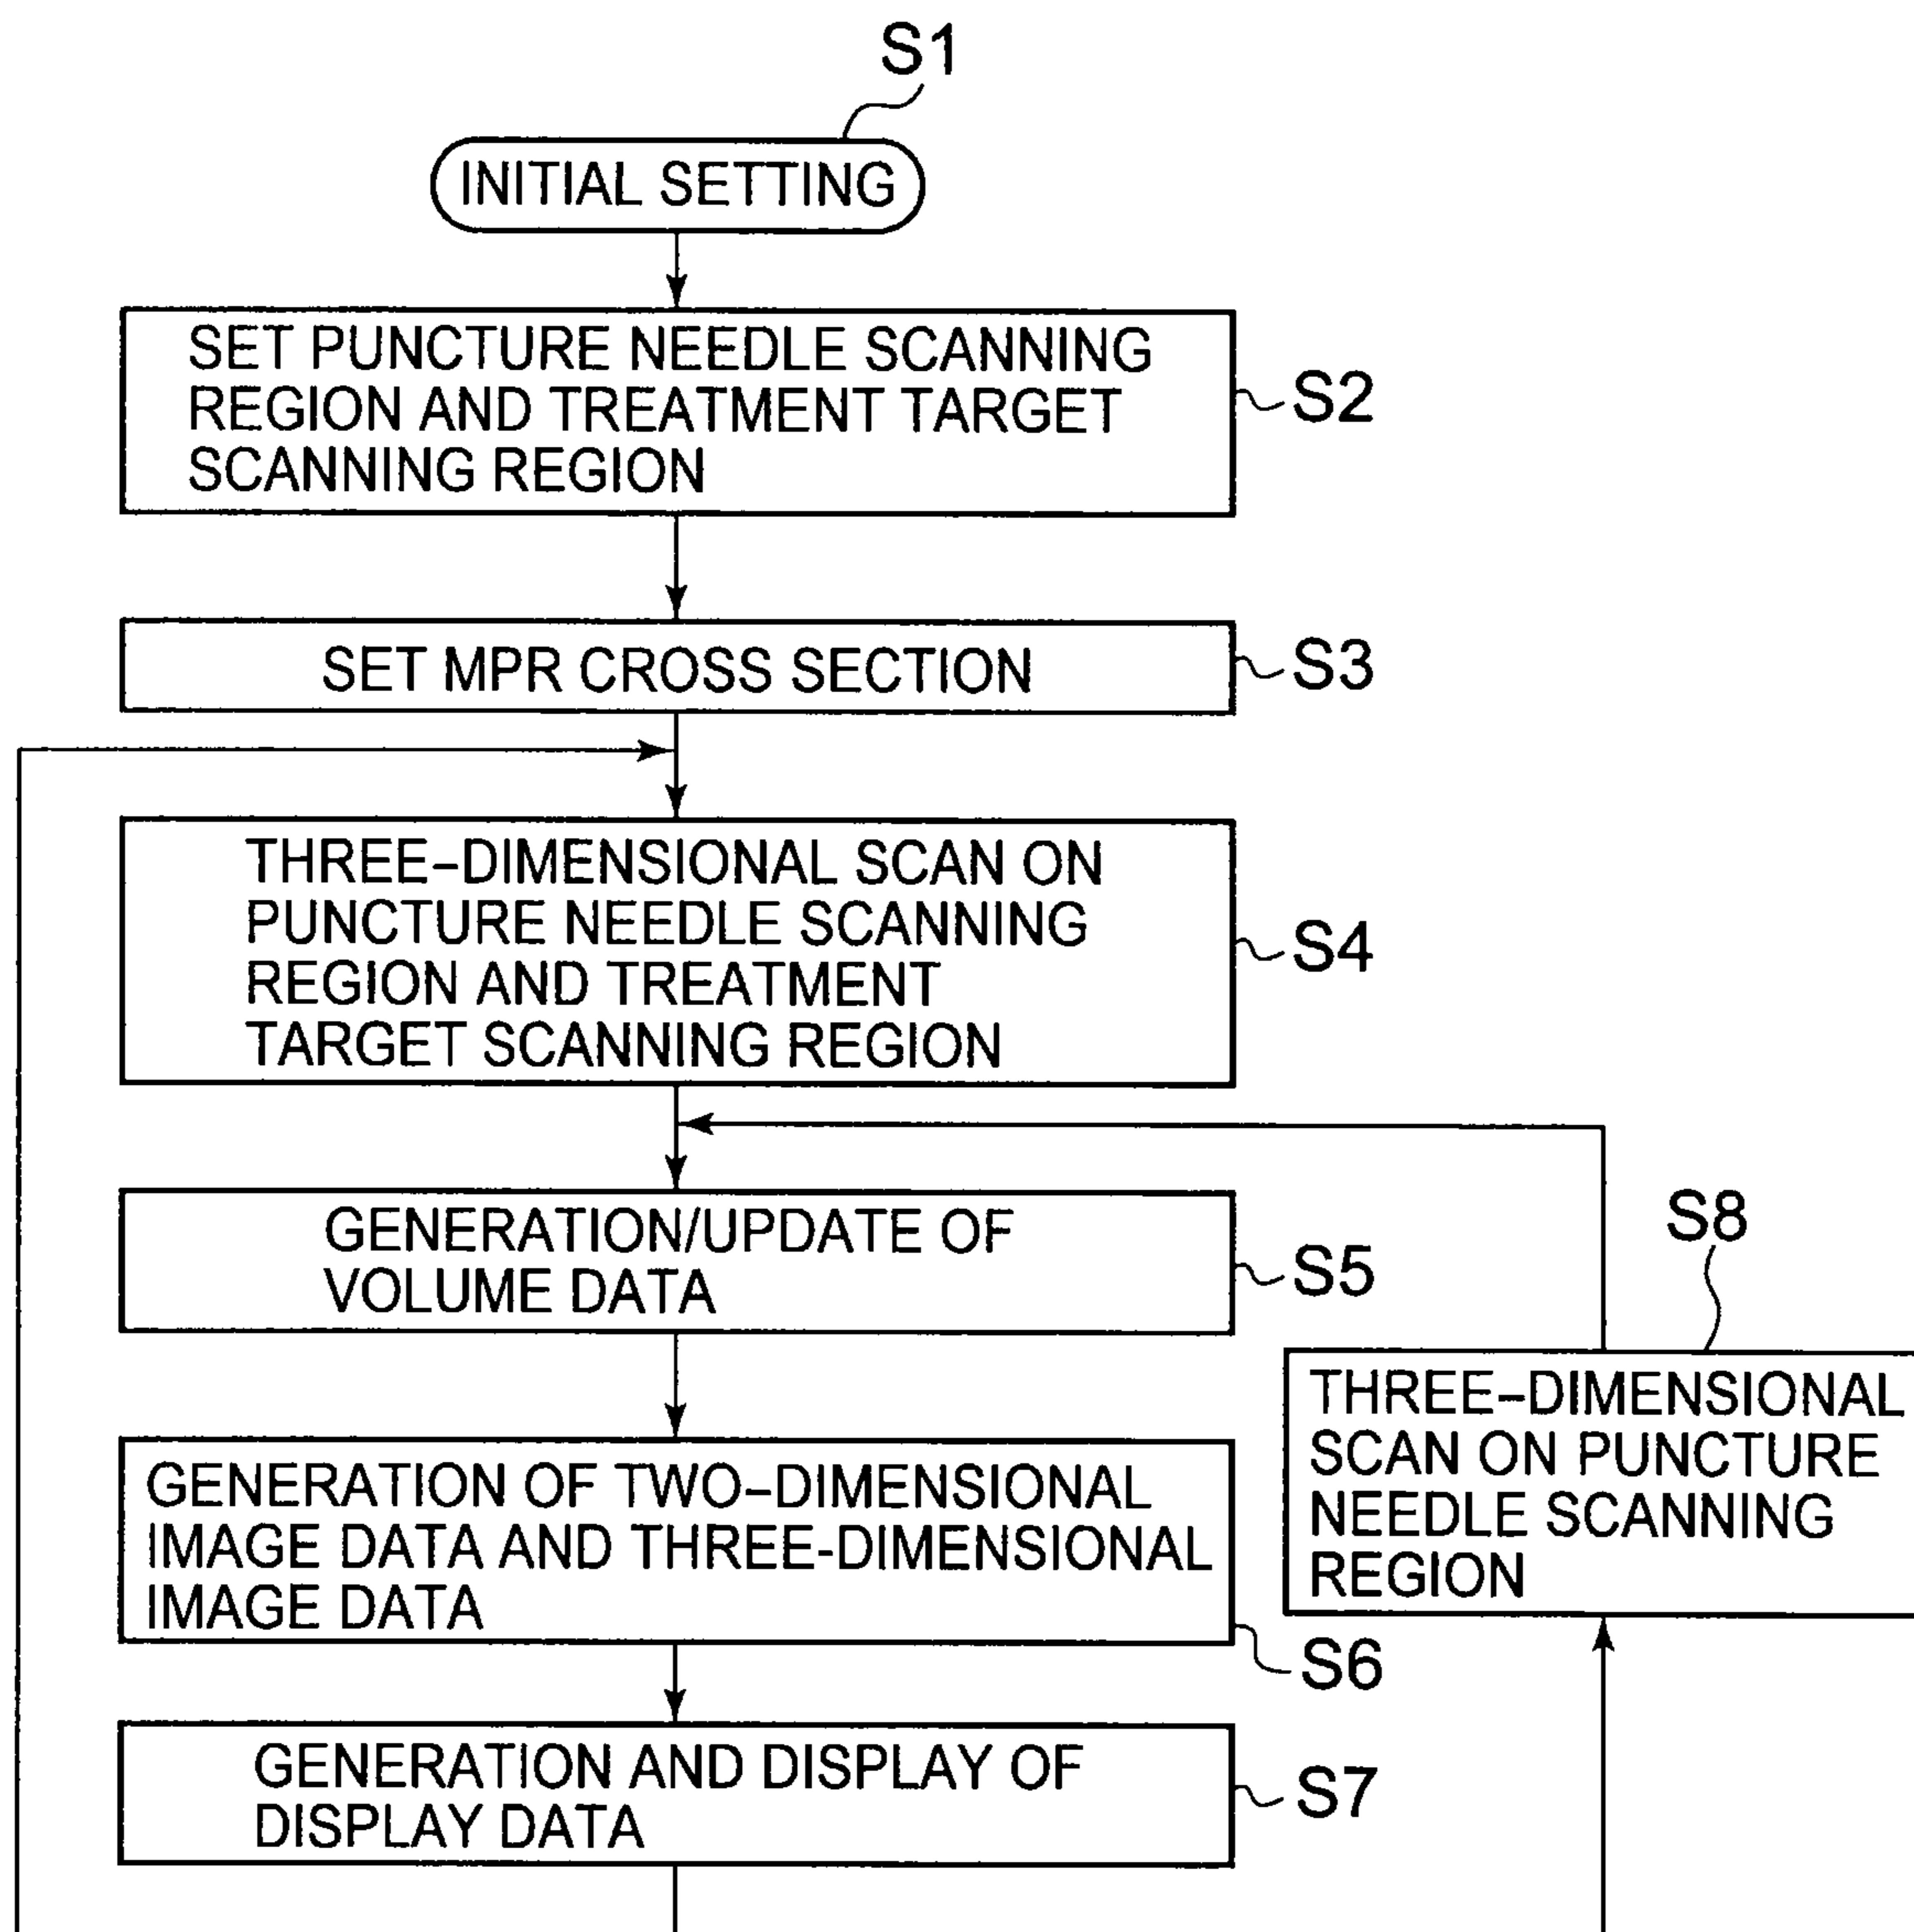 S1
INITIAL SETTING
SET PUNCTURE NEEDLE SCANNING
REGION AND TREATMENT TARGET
SCANNING REGION
S2
SET MPR CROSS SECTION
S3
THREE-DIMENSIONAL SCAN ON
PUNCTURE NEEDLE SCANNING
REGION AND TREATMENT
TARGET SCANNING REGION
S4
GENERATION/UPDATE OF
VOLUME DATA
S5
S8
THREE-DIMENSIONAL
SCAN ON PUNCTURE
NEEDLE SCANNING
REGION
GENERATION OF TWO-DIMENSIONAL
IMAGE DATA AND THREE-DIMENSIONAL
IMAGE DATA
S6
GENERATION AND DISPLAY OF
DISPLAY DATA
S7